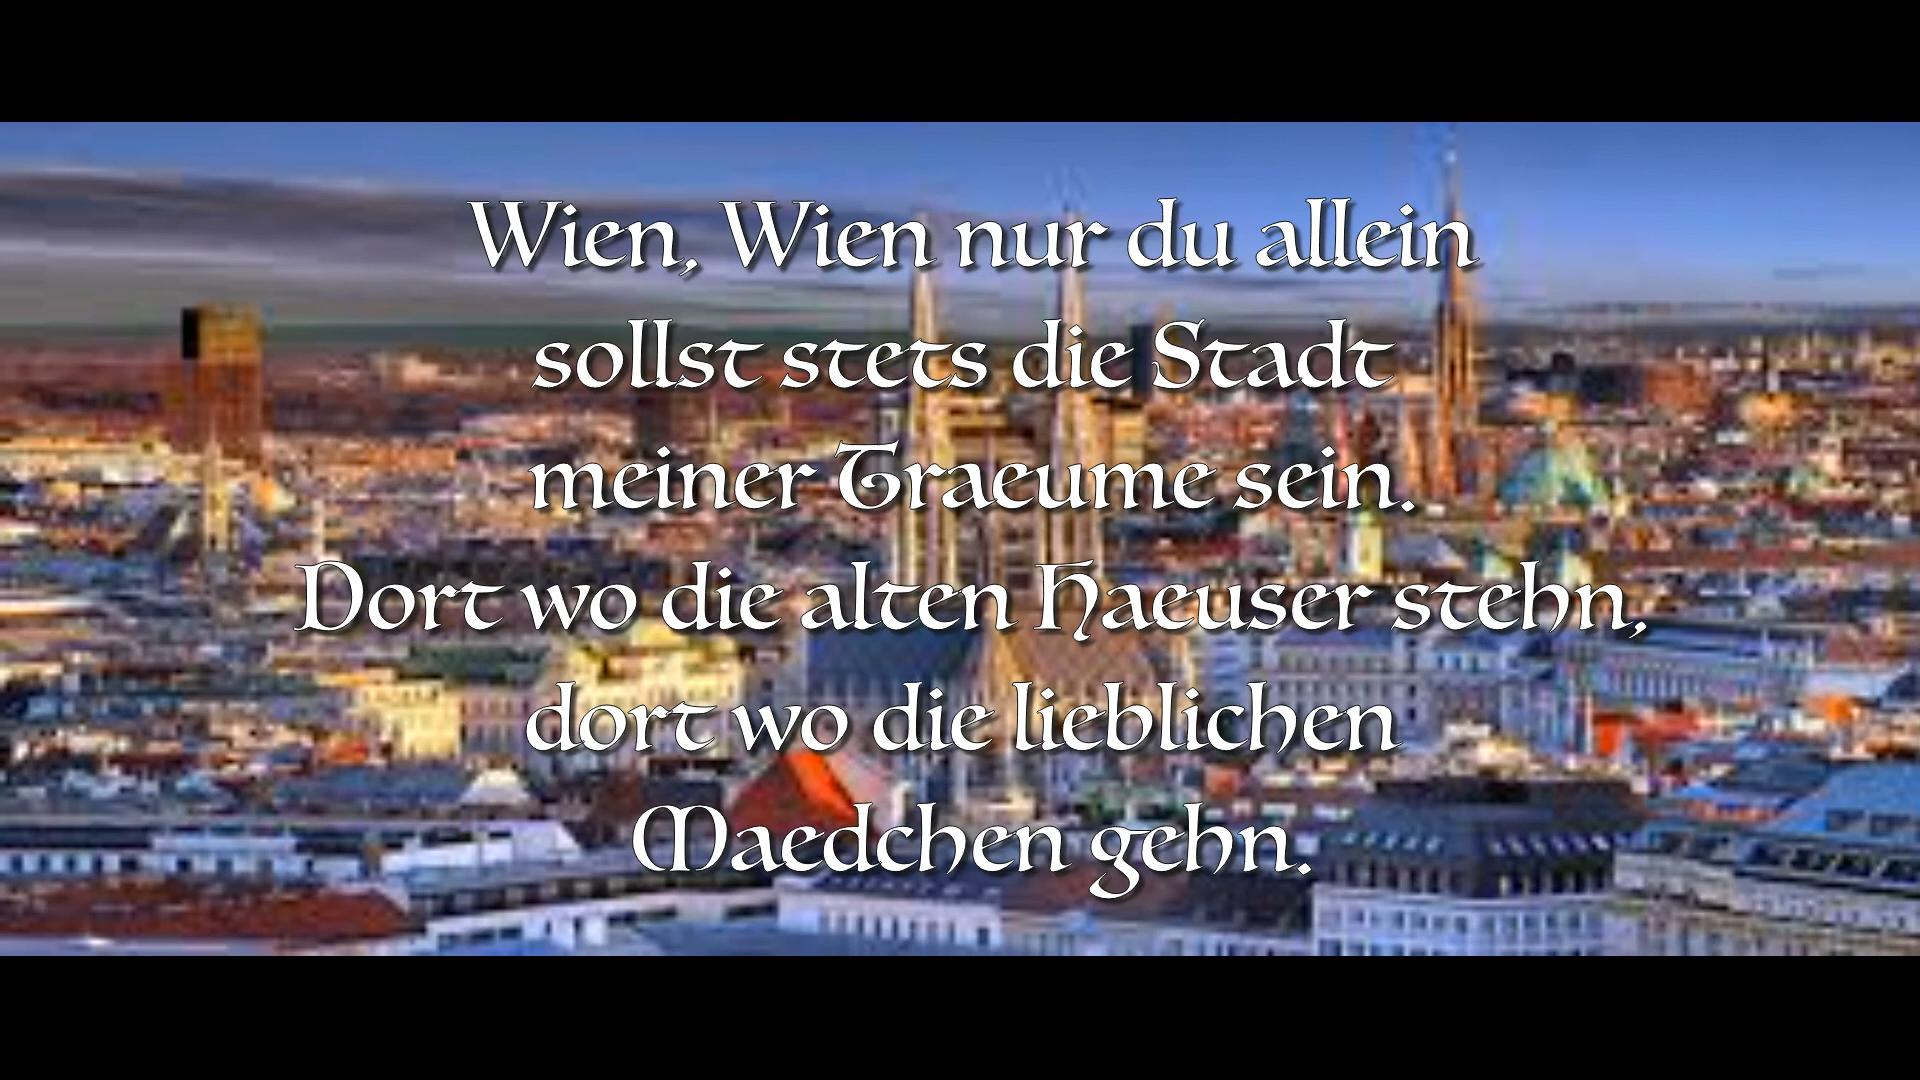 Wien, Wien nur du allein
sollst stets die Stadt
meiner Traeume sein.
Dort wo die alten Haeuser stehn,
dort wo die lieblichen
Maedchen gehn.